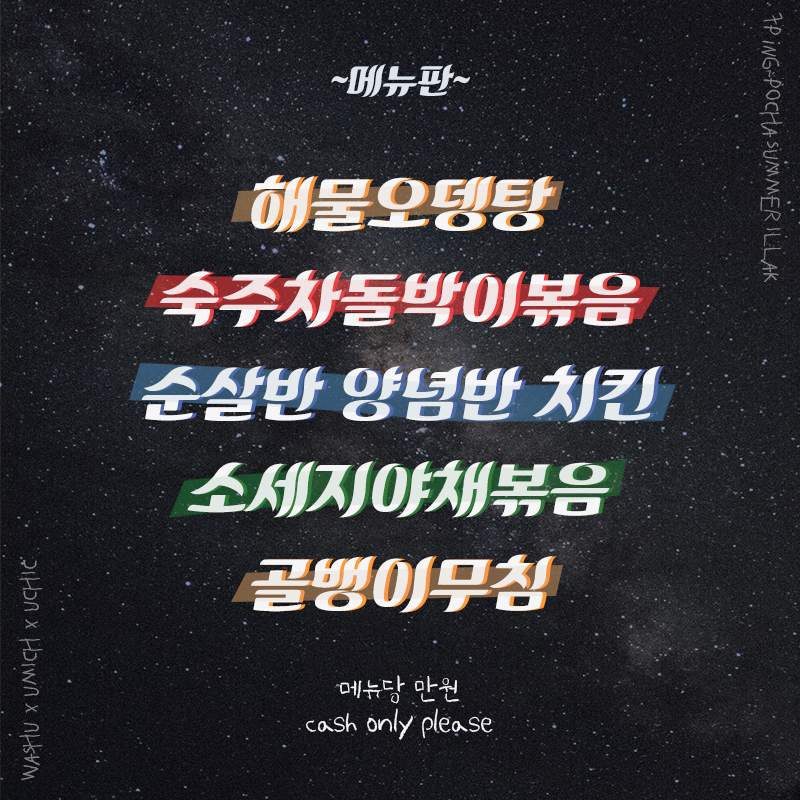 ~메뉴판~
해물오뎅탕
숙주차돌박이볶음
순살반 양념반 치킨
소세지야채볶음
골뱅이무침
메뉴당 만원
cash only please
7PING~POCHA SUMMER ILLAK
WASHU X UMICH X UCHIC